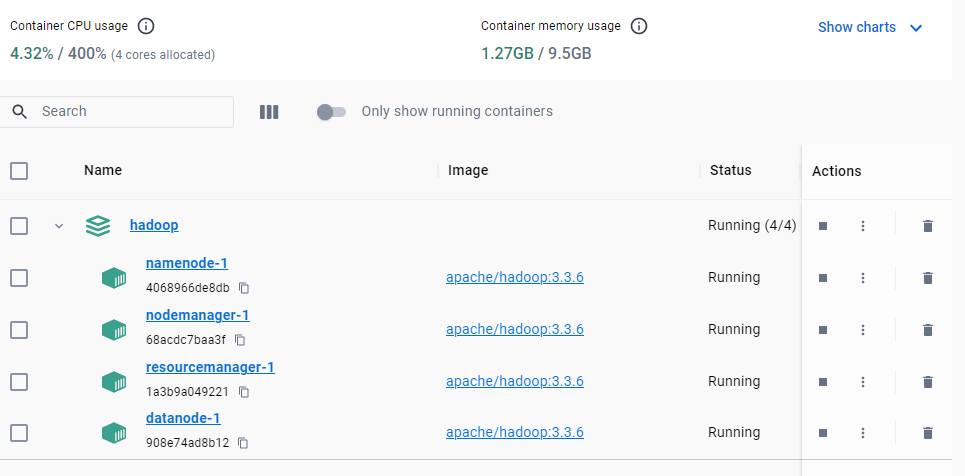 Container CPU usage
Container memory usage
Show charts
4.32% / 400% (4 cores allocated)
1.27GB / 9.5GB
Search
Only show running containers
Name Image Status Actions
hadoop Running (4/4)
namenode-1
4068966de8db
apache/hadoop:3.3.6 Running
nodemanager-1
68acdc7baa3f
apache/hadoop:3.3.6 Running
resourcemanager-1
1a3b9a049221
apache/hadoop:3.3.6 Running
datanode-1
908e74ad8b12
apache/hadoop:3.3.6 Running